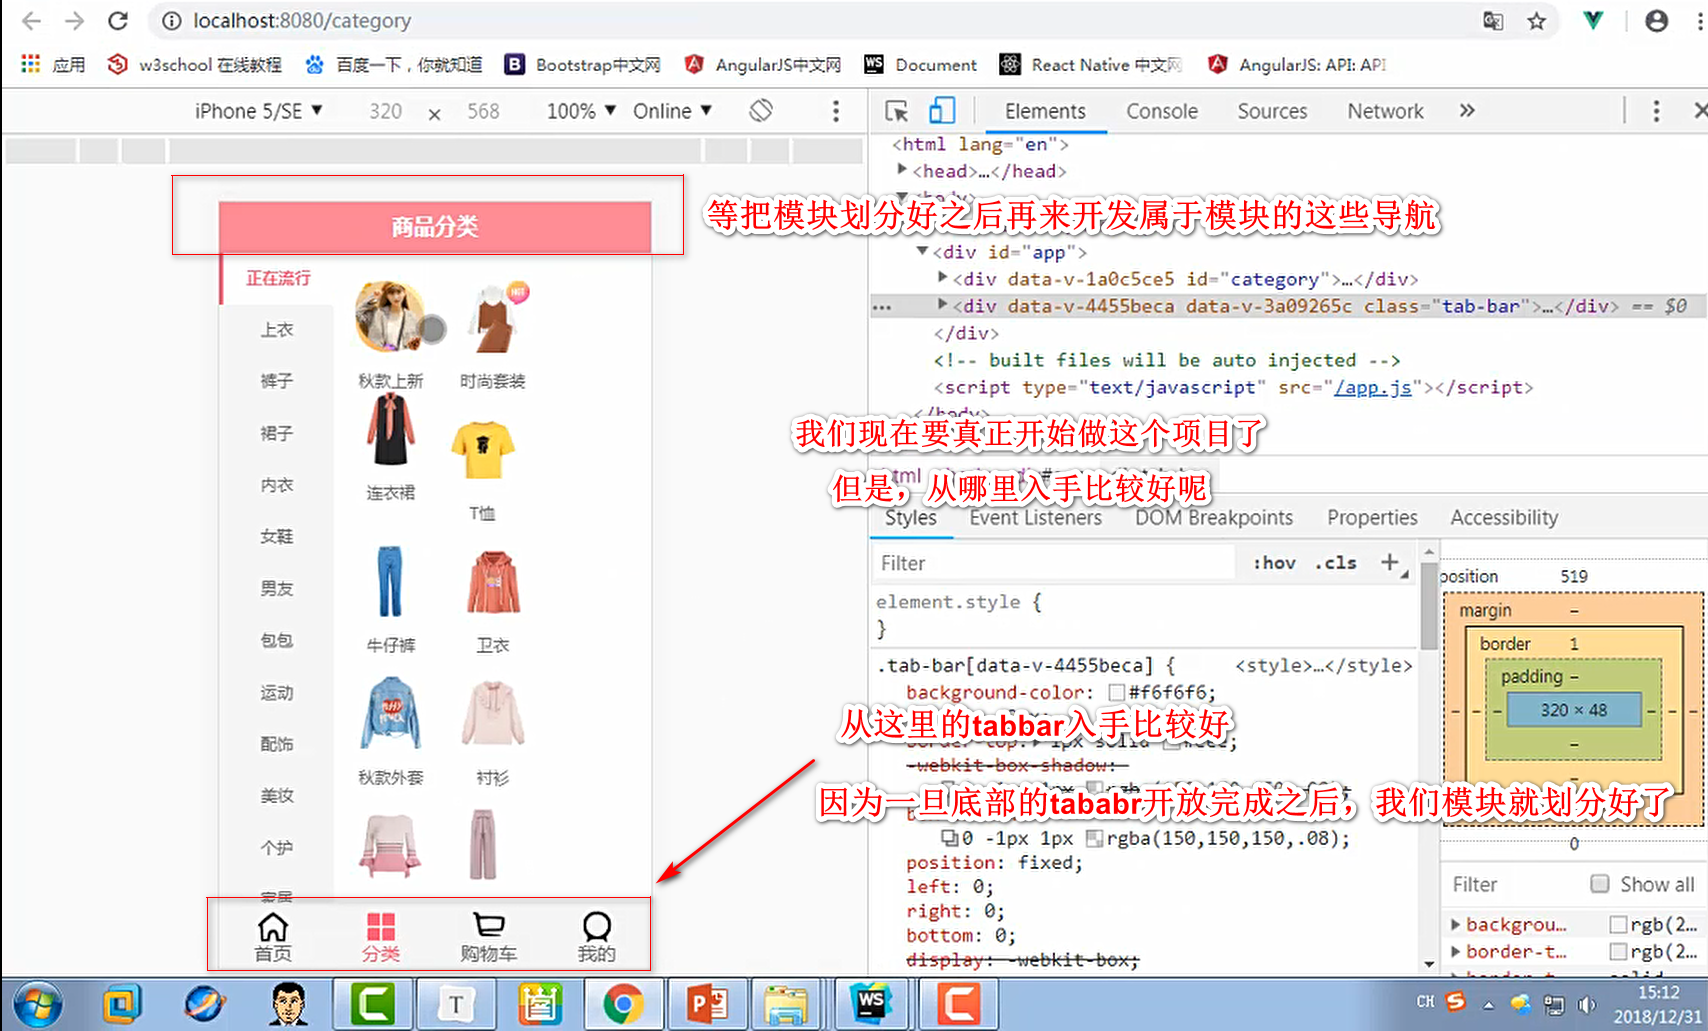 localhost:8080/category
应用 w3school 在线教程 百度一下，你就知道 Bootstrap中文网 AngularJS中文网 Document React Native 中文网 AngularJS: API: API
iPhone 5/SE ▼ 320 × 568 100% ▼ Online ▼
Elements Console Sources Network »
<html lang="en">
<head>…</head>
等把模块划分好之后再来开发属于模块的这些导航
<div id="app">
<div data-v-1a0c5ce5 id="category">…</div>
<div data-v-4455beca data-v-3a09265c class="tab-bar">…</div> == $0
</div>
<!-- built files will be auto injected -->
<script type="text/javascript" src="/app.js"></script>
</body>
我们现在要真正开始做这个项目了
但是，从哪里入手比较好呢
商品分类
正在流行
上衣
裤子
裙子
内衣
女鞋
男友
包包
运动
配饰
美妆
个护
HOT
秋款上新 时尚套装
连衣裙
T恤
牛仔裤 卫衣
秋款外套 衬衫
首页 分类 购物车 我的
Styles Event Listeners DOM Breakpoints Properties Accessibility
Filter :hov .cls +
element.style {
}
.tab-bar[data-v-4455beca] { <style>…</style>
background-color: #f6f6f6;
从这里的tabbar入手比较好
border-top: 1px solid #eee;
-webkit-box-shadow:
因为一旦底部的tababr开放完成之后，我们模块就划分好了
0 -1px 1px rgba(150,150,150,.08);
position: fixed;
left: 0;
right: 0;
bottom: 0;
display: -webkit-box;
position 519
margin –
border 1
padding –
320 × 48
–
–
0
Filter Show all
backgrou… rgb(2…
border-t… rgb(2…
CH
15:12
2018/12/31